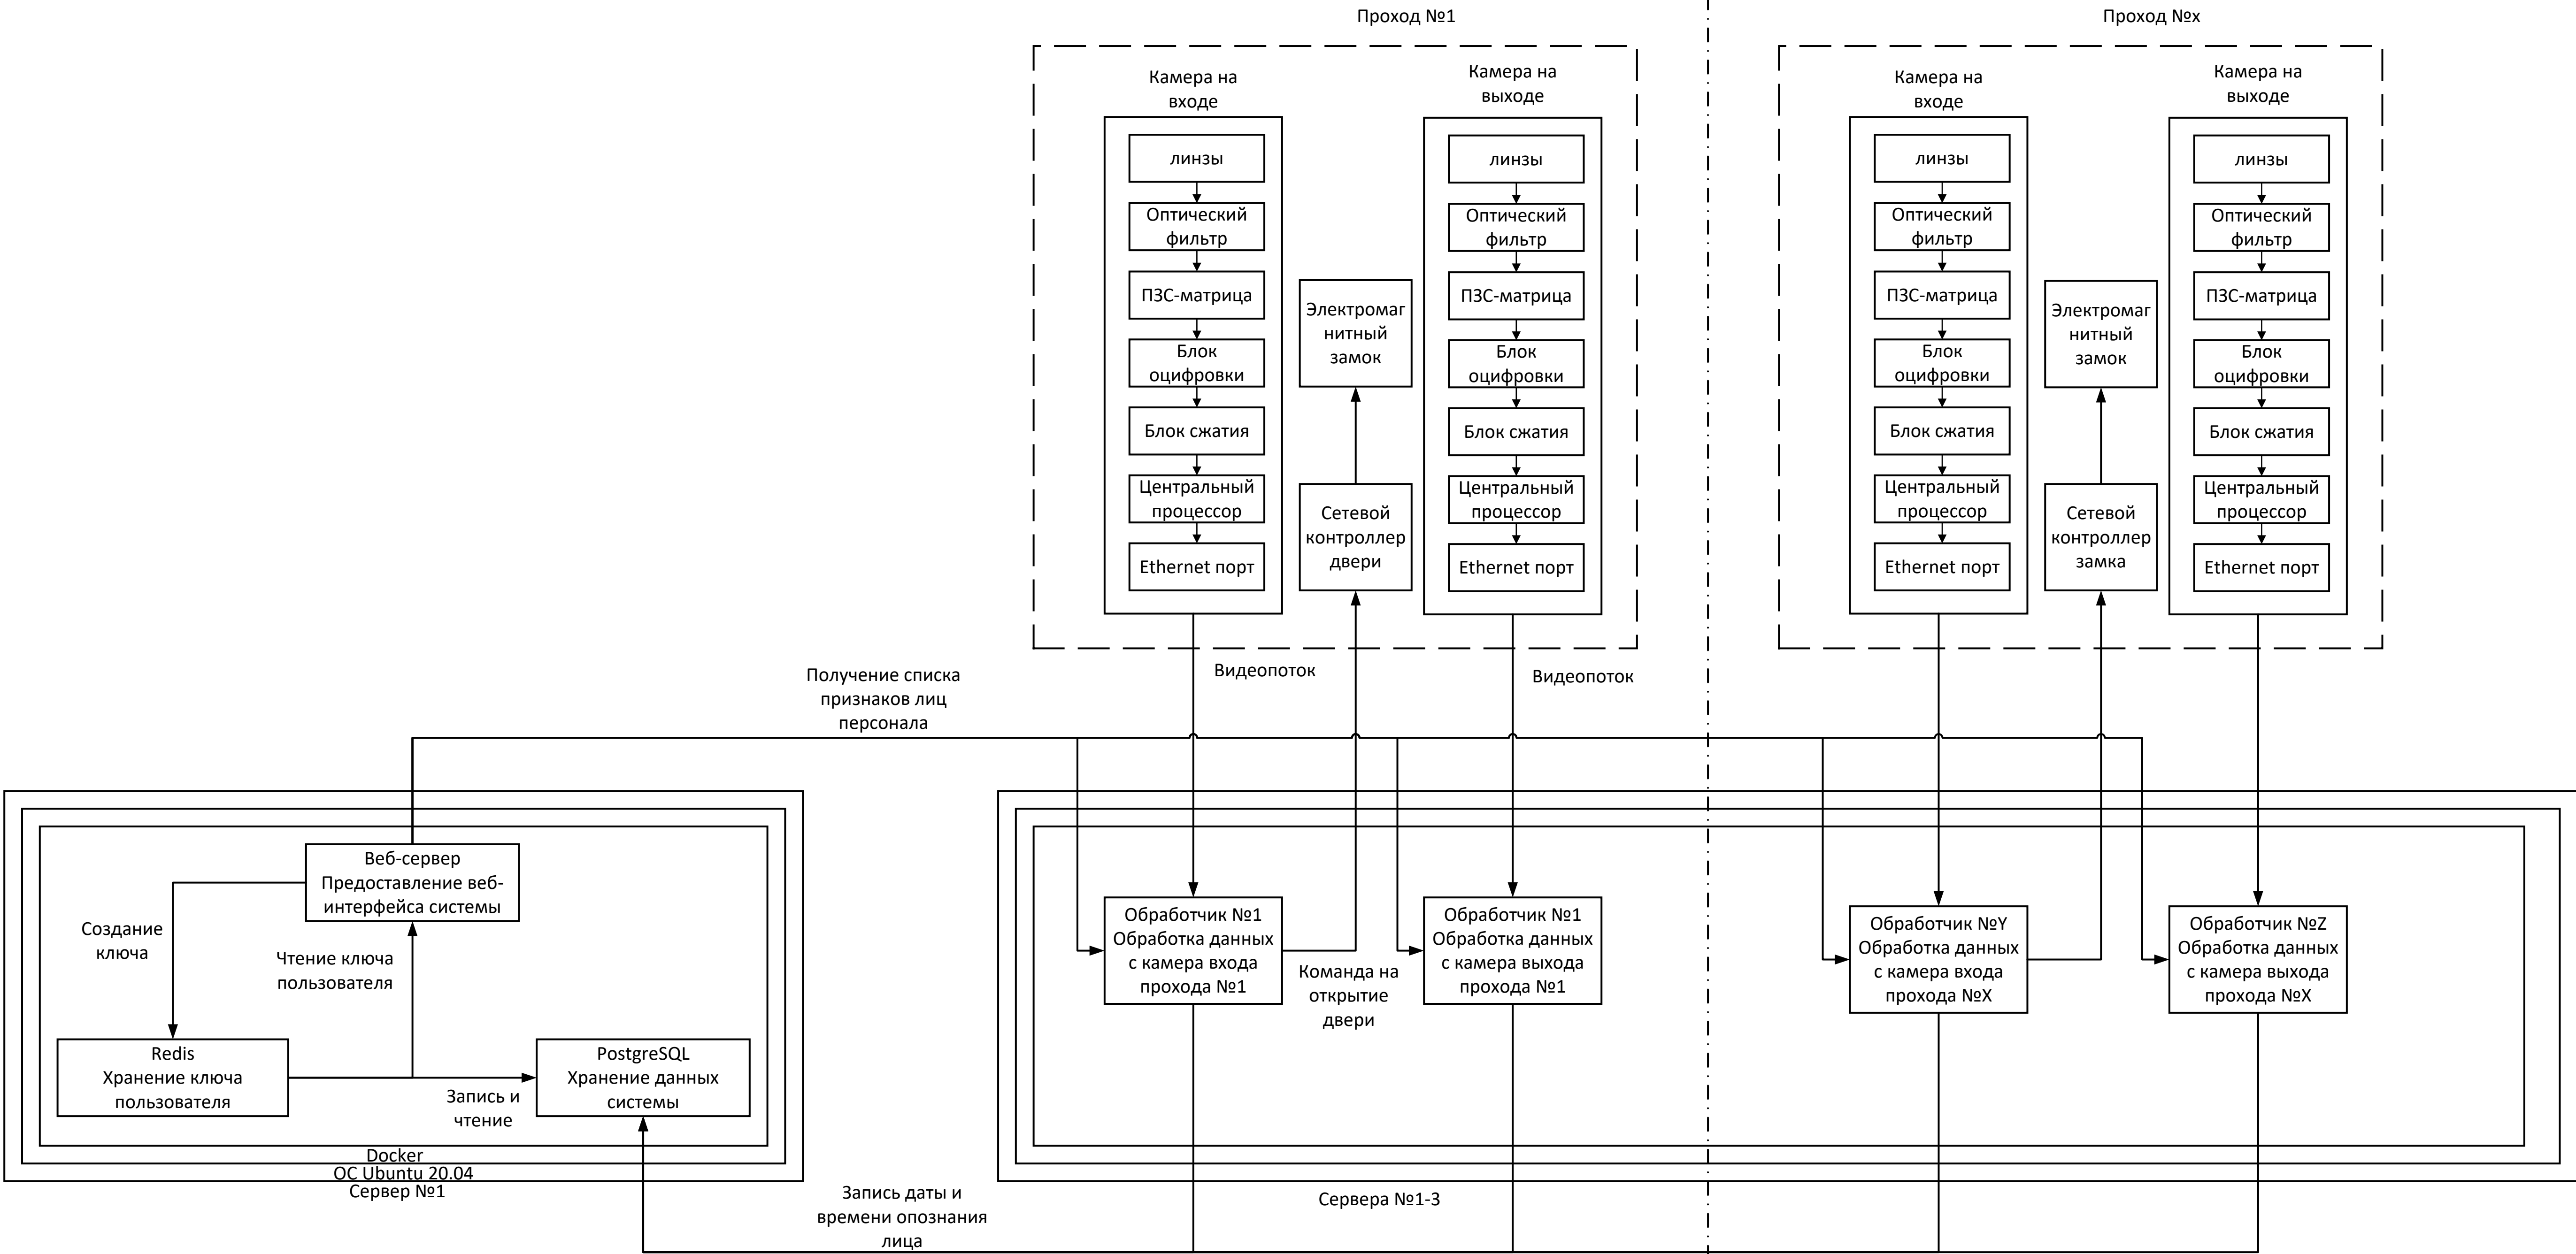 Проход №1
Проход №x
Камера на
входе
линзы
Оптический
фильтр
ПЗС-матрица
Блок
оцифровки
Блок сжатия
Центральный
процессор
Ethernet порт
Электромаг
нитный
замок
Сетевой
контроллер
двери
Камера на
выходе
линзы
Оптический
фильтр
ПЗС-матрица
Блок
оцифровки
Блок сжатия
Центральный
процессор
Ethernet порт
Камера на
входе
линзы
Оптический
фильтр
ПЗС-матрица
Блок
оцифровки
Блок сжатия
Центральный
процессор
Ethernet порт
Электромаг
нитный
замок
Сетевой
контроллер
замка
Камера на
выходе
линзы
Оптический
фильтр
ПЗС-матрица
Блок
оцифровки
Блок сжатия
Центральный
процессор
Ethernet порт
Видеопоток
Видеопоток
Получение списка
признаков лиц
персонала
Веб-сервер
Предоставление веб-
интерфейса системы
Создание
ключа
Чтение ключа
пользователя
Redis
Хранение ключа
пользователя
Запись и
чтение
PostgreSQL
Хранение данных
системы
Docker
ОС Ubuntu 20.04
Сервер №1
Обработчик №1
Обработка данных
с камера входа
прохода №1
Команда на
открытие
двери
Обработчик №1
Обработка данных
с камера выхода
прохода №1
Обработчик №Y
Обработка данных
с камера входа
прохода №X
Обработчик №Z
Обработка данных
с камера выхода
прохода №X
Запись даты и
времени опознания
лица
Сервера №1-3